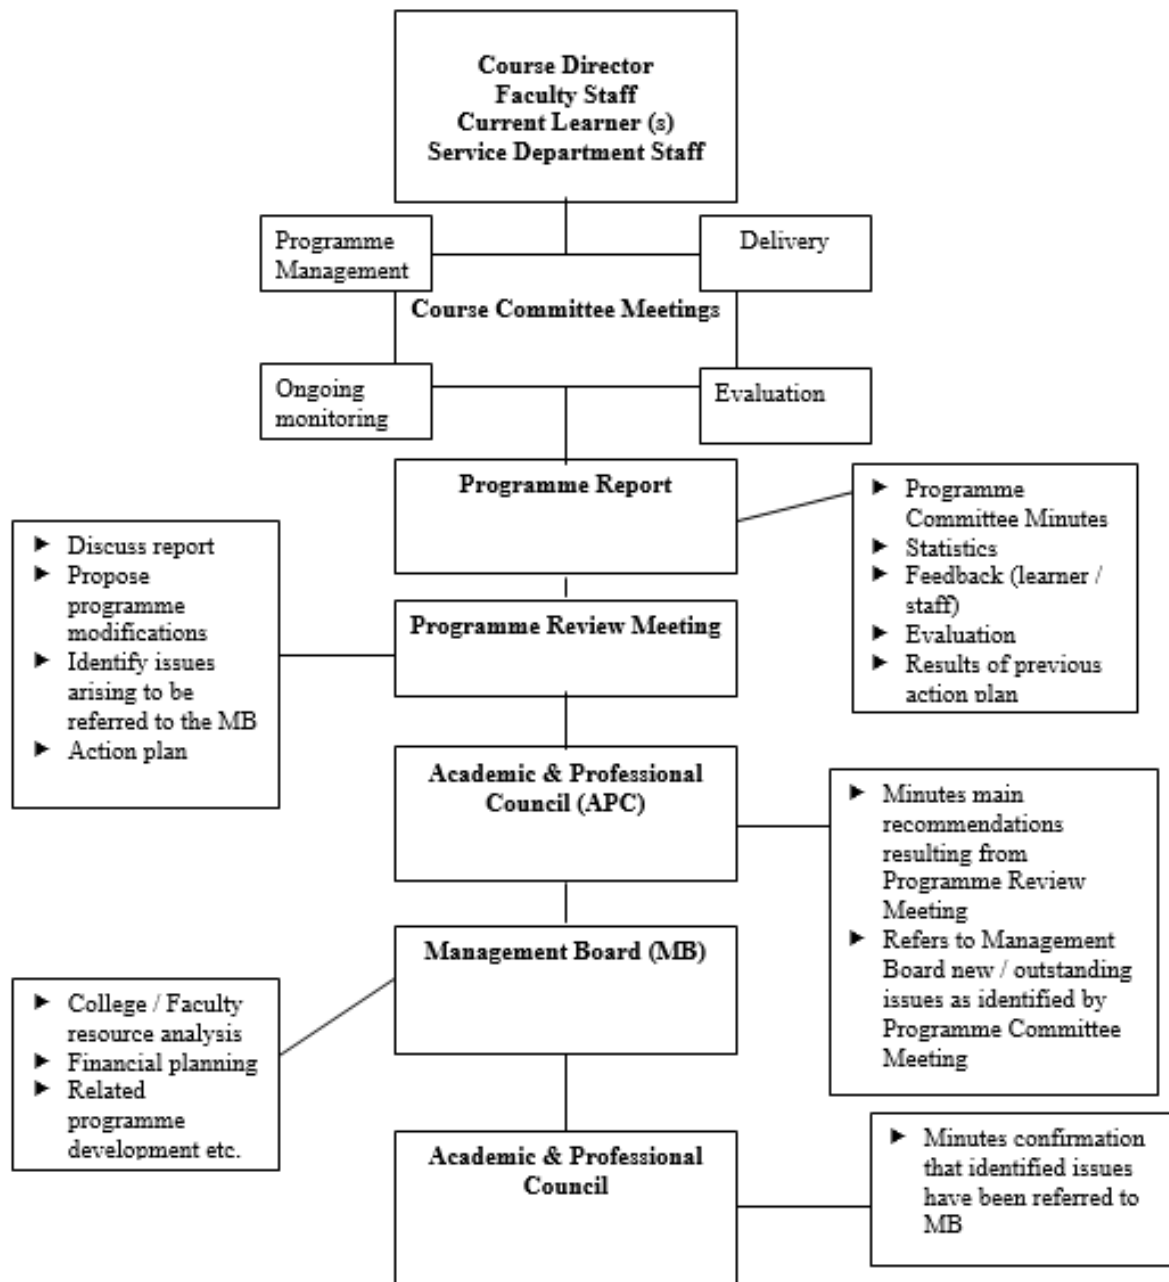 Course Director
Faculty Staff
Current Learner (s)
Service Department Staff
Programme
Management
Delivery
Course Committee Meetings
Ongoing
monitoring
Evaluation
Programme Report
► Programme
Committee Minutes
► Statistics
► Feedback (learner /
staff)
► Evaluation
► Results of previous
action plan
► Discuss report
► Propose
programme
modifications
► Identify issues
arising to be
referred to the MB
► Action plan
Programme Review Meeting
Academic & Professional
Council (APC)
► Minutes main
recommendations
resulting from
Programme Review
Meeting
► Refers to Management
Board new / outstanding
issues as identified by
Programme Committee
Meeting
Management Board (MB)
► College / Faculty
resource analysis
► Financial planning
► Related
programme
development etc.
Academic & Professional
Council
► Minutes confirmation
that identified issues
have been referred to
MB